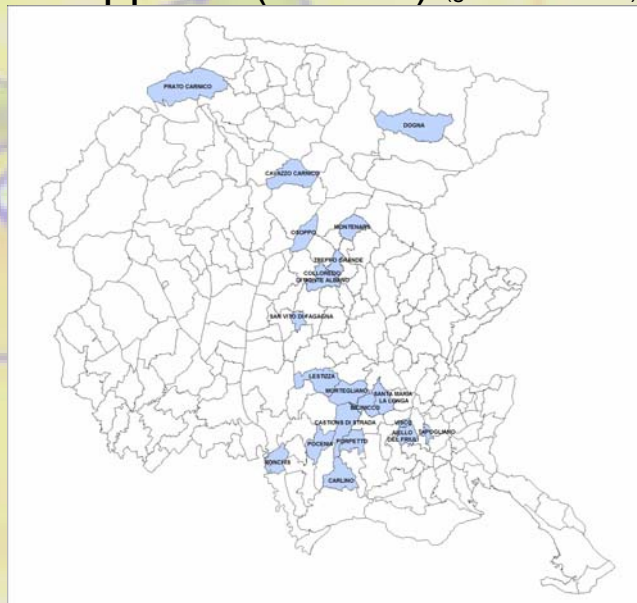 PRATO CARNICO
DOGNA
CAVAZZO CARNICO
OSOPPO
MONTENARS
TREPPO GRANDE
COLLOREDO
DI MONTE ALBANO
SAN VITO DI FAGAGNA
LESTIZZA
MORTEGLIANO
SANTA MARIA
LA LONGA
BICINICCO
CASTIONS DI STRADA
VISCO
AIELLO
DEL FRIULI
TAPOGLIANO
POCENIA
PORPETTO
RONCHIS
CARLINO